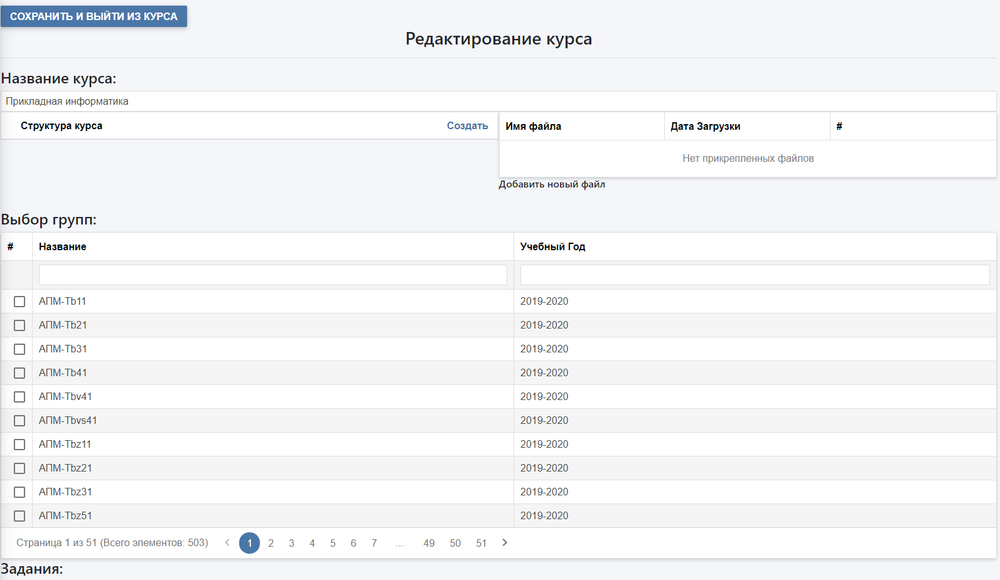 СОХРАНИТЬ И ВЫЙТИ ИЗ КУРСА
Редактирование курса
Название курса:
Прикладная информатика
Структура курса Создать
Имя файла Дата Загрузки #
Нет прикрепленных файлов
Добавить новый файл
Выбор групп:
# Название Учебный Год
АПМ-Tb11 2019-2020
АПМ-Tb21 2019-2020
АПМ-Tb31 2019-2020
АПМ-Tb41 2019-2020
АПМ-Tbv41 2019-2020
АПМ-Tbvs41 2019-2020
АПМ-Tbz11 2019-2020
АПМ-Tbz21 2019-2020
АПМ-Tbz31 2019-2020
АПМ-Tbz51 2019-2020
Страница 1 из 51 (Всего элементов: 503) 1 2 3 4 5 6 7 ... 49 50 51
Задания: